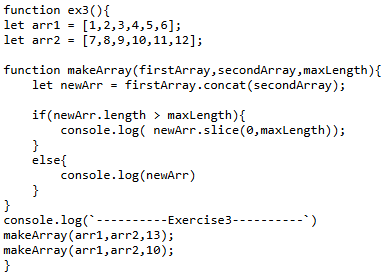 function ex3(){
let arr1 = [1,2,3,4,5,6];
let arr2 = [7,8,9,10,11,12];

function makeArray(firstArray,secondArray,maxLength){
    let newArr = firstArray.concat(secondArray);

    if(newArr.length > maxLength){
        console.log( newArr.slice(0,maxLength));
    }
    else{
        console.log(newArr)
    }
}
console.log(`----------Exercise3----------`)
makeArray(arr1,arr2,13);
makeArray(arr1,arr2,10);
}